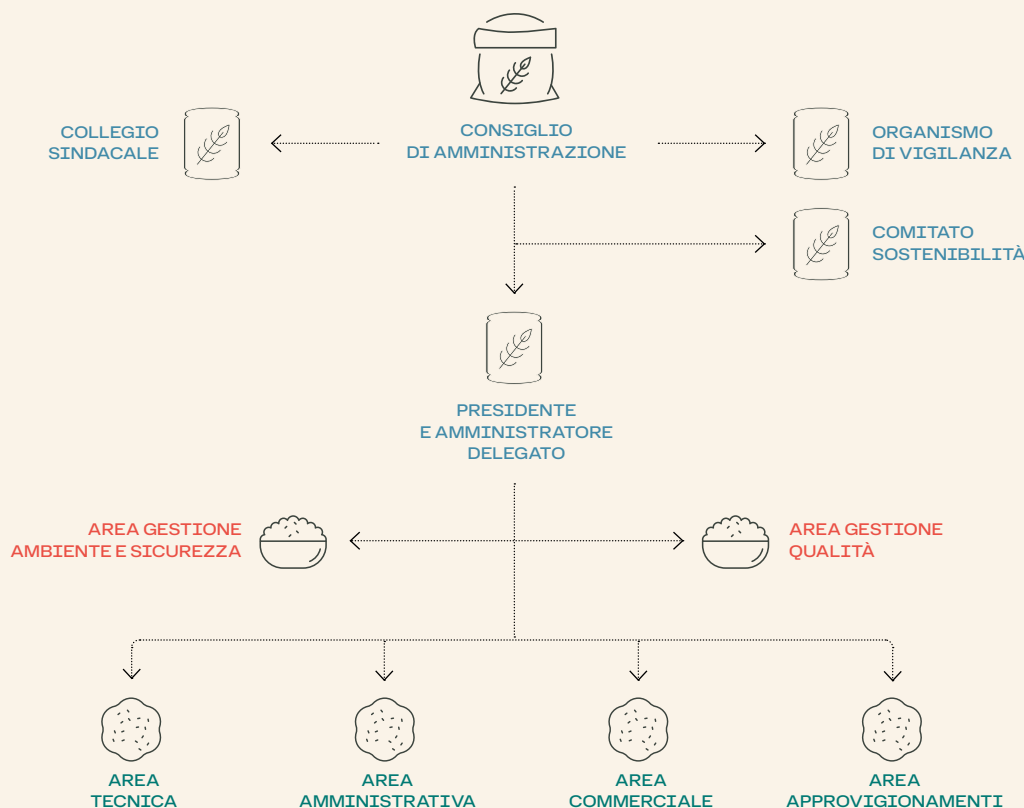 CONSIGLIO
DI AMMINISTRAZIONE
COLLEGIO
SINDACALE
ORGANISMO
DI VIGILANZA
COMITATO
SOSTENIBILITÀ
PRESIDENTE
E AMMINISTRATORE
DELEGATO
AREA GESTIONE
AMBIENTE E SICUREZZA
AREA GESTIONE
QUALITÀ
AREA
TECNICA
AREA
AMMINISTRATIVA
AREA
COMMERCIALE
AREA
APPROVIGIONAMENTI